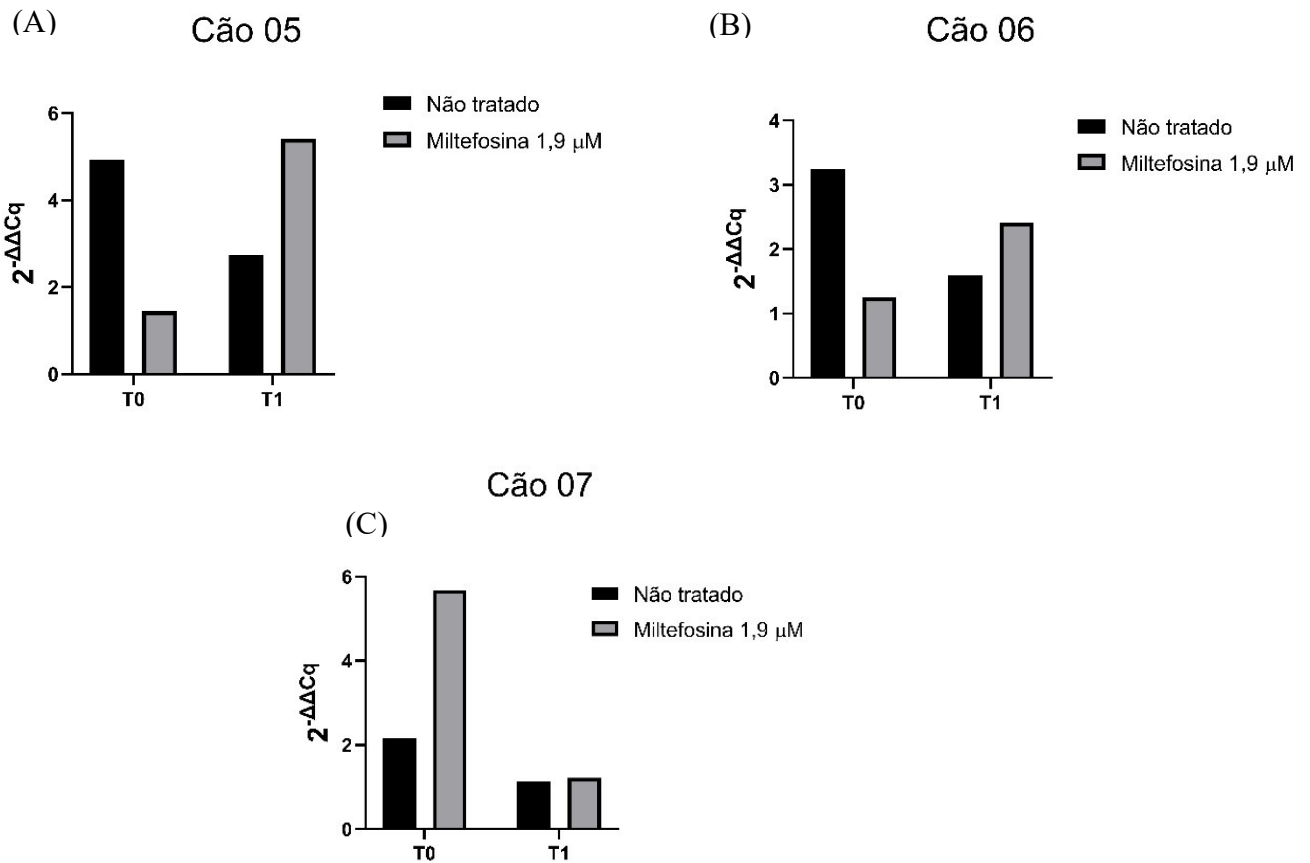 (A)
Cão 05
Não tratado
Miltefosina 1,9 μM
6
4
2
0
2^-ΔΔCq
T0 T1
(B)
Cão 06
Não tratado
Miltefosina 1,9 μM
4
3
2
1
0
2^-ΔΔCq
T0 T1
Cão 07
(C)
Não tratado
Miltefosina 1,9 μM
6
4
2
0
2^-ΔΔCq
T0 T1